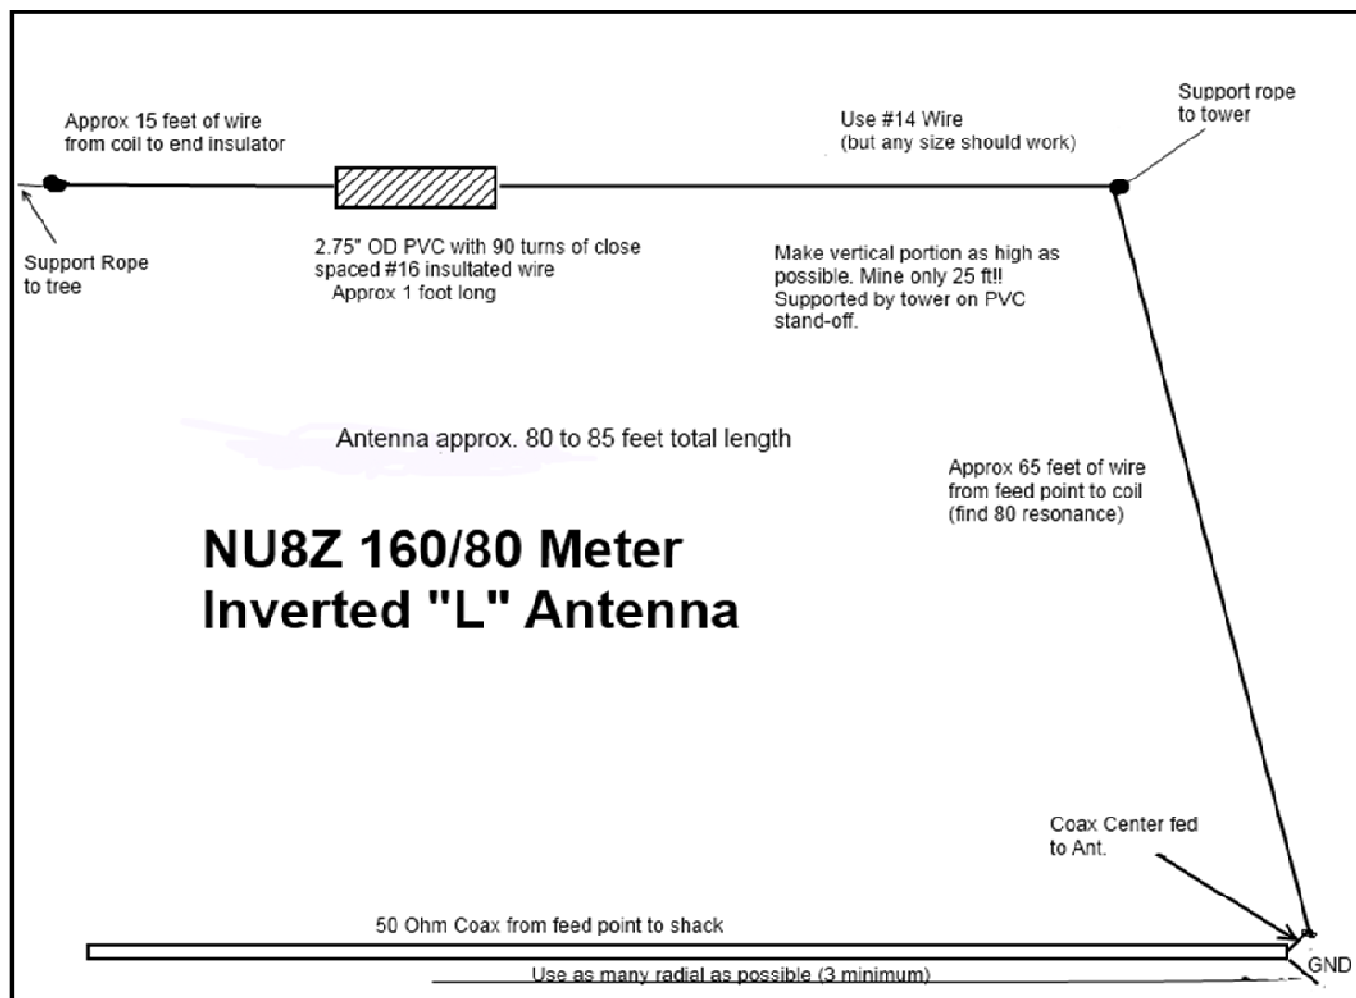 Support rope
to tower
Approx 15 feet of wire
from coil to end insulator
Use #14 Wire
(but any size should work)
Support Rope
to tree
2.75" OD PVC with 90 turns of close
spaced #16 insultated wire
Approx 1 foot long
Make vertical portion as high as
possible. Mine only 25 ft!!
Supported by tower on PVC
stand-off.
Antenna approx. 80 to 85 feet total length
Approx 65 feet of wire
from feed point to coil
(find 80 resonance)
NU8Z 160/80 Meter
Inverted "L" Antenna
Coax Center fed
to Ant.
50 Ohm Coax from feed point to shack
GND
Use as many radial as possible (3 minimum)